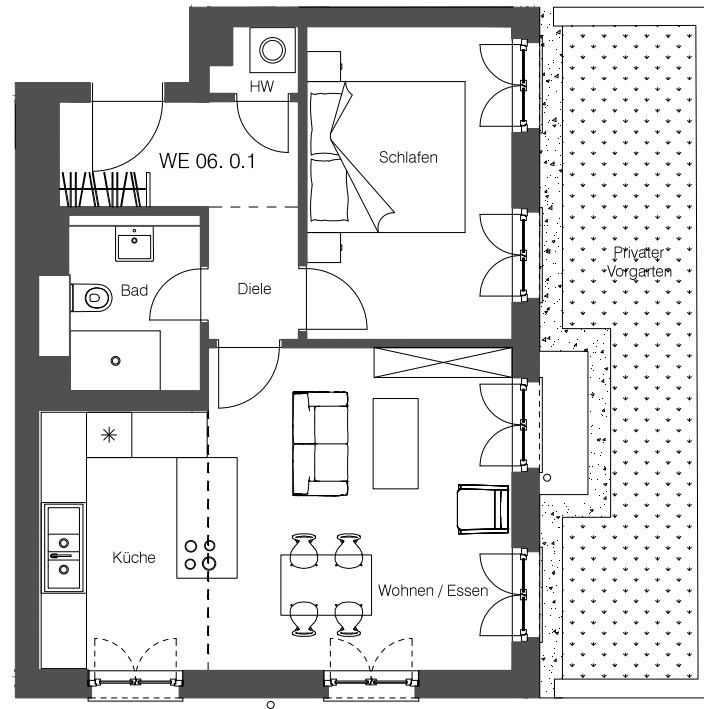 HW
WE 06. 0.1
Schlafen
Privater
Vorgarten
Bad
Diele
Küche
Wohnen / Essen